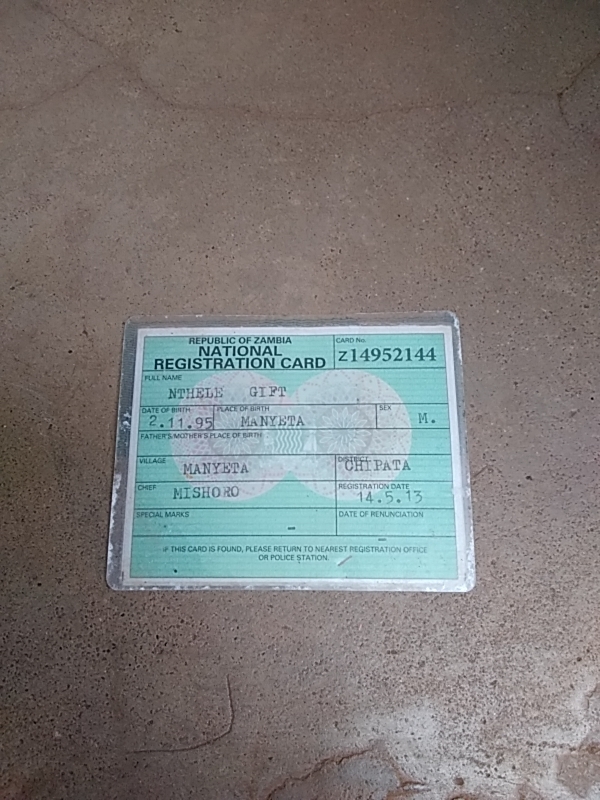 REPUBLIC OF ZAMBIA
NATIONAL
REGISTRATION CARD
CARD No.
Z14952144
FULL NAME
NTHELE GIFT
DATE OF BIRTH PLACE OF BIRTH SEX
2.11.95 MANYETA M.
FATHER'S/MOTHER'S PLACE OF BIRTH
VILLAGE DISTRICT
MANYETA CHIPATA
CHIEF REGISTRATION DATE
MISHORO 14.5.13
SPECIAL MARKS DATE OF RENUNCIATION
IF THIS CARD IS FOUND, PLEASE RETURN TO NEAREST REGISTRATION OFFICE
OR POLICE STATION.